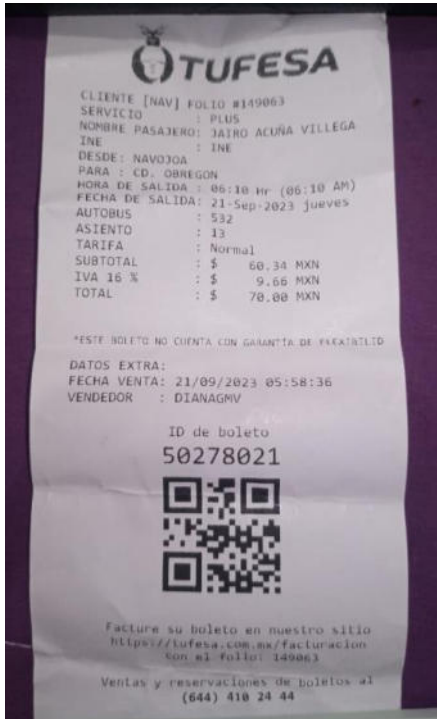 TUFESA
CLIENTE [NAV] FOLIO #149063
SERVICIO : PLUS
NOMBRE PASAJERO: JAIRO ACUÑA VILLEGA
INE : INE
DESDE: NAVOJOA
PARA : CD. OBREGON
HORA DE SALIDA : 06:10 Hr (06:10 AM)
FECHA DE SALIDA: 21-Sep-2023 jueves
AUTOBUS : 532
ASIENTO : 13
TARIFA : Normal
SUBTOTAL : $ 60.34 MXN
IVA 16 % : $ 9.66 MXN
TOTAL : $ 70.00 MXN
*ESTE BOLETO NO CUENTA CON GARANTÍA DE
DATOS EXTRA:
FECHA VENTA: 21/09/2023 05:58:36
VENDEDOR : DIANAGMV
ID de boleto
50278021
Facture su boleto en nuestro sitio
https://tufesa.com.mx/facturacion
con el folio: 149063
Ventas y reservaciones de boletos al
(644) 410 24 44